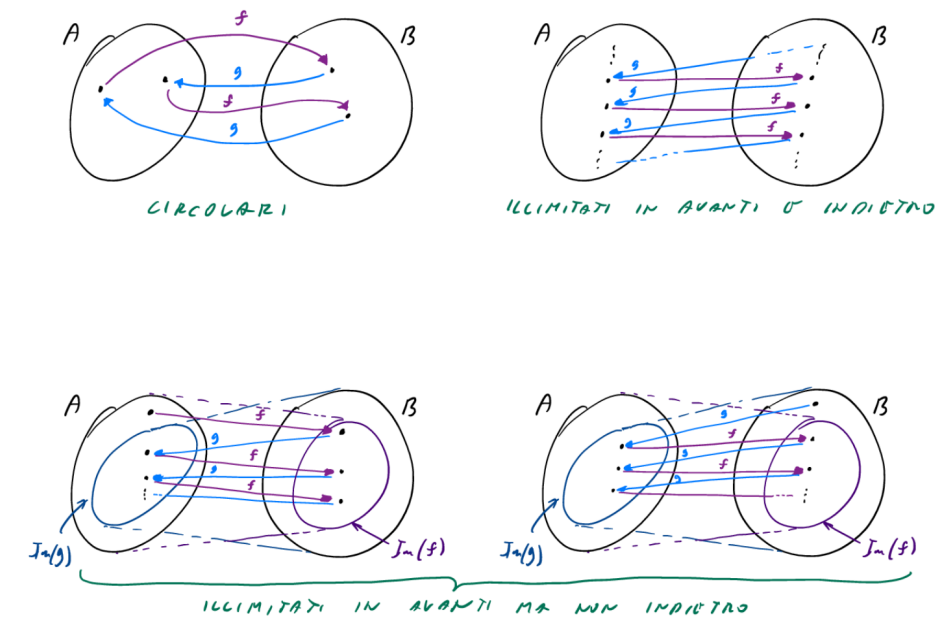 A f B A B
g g f
f g f
g g f
CIRCOLARI ILLIMITATI IN AVANTI E INDIETRO
A f B A g B
g f
f g
g f
f g
Im(g) Im(f) Im(g) Im(f)
ILLIMITATI IN AVANTI MA NON INDIETRO